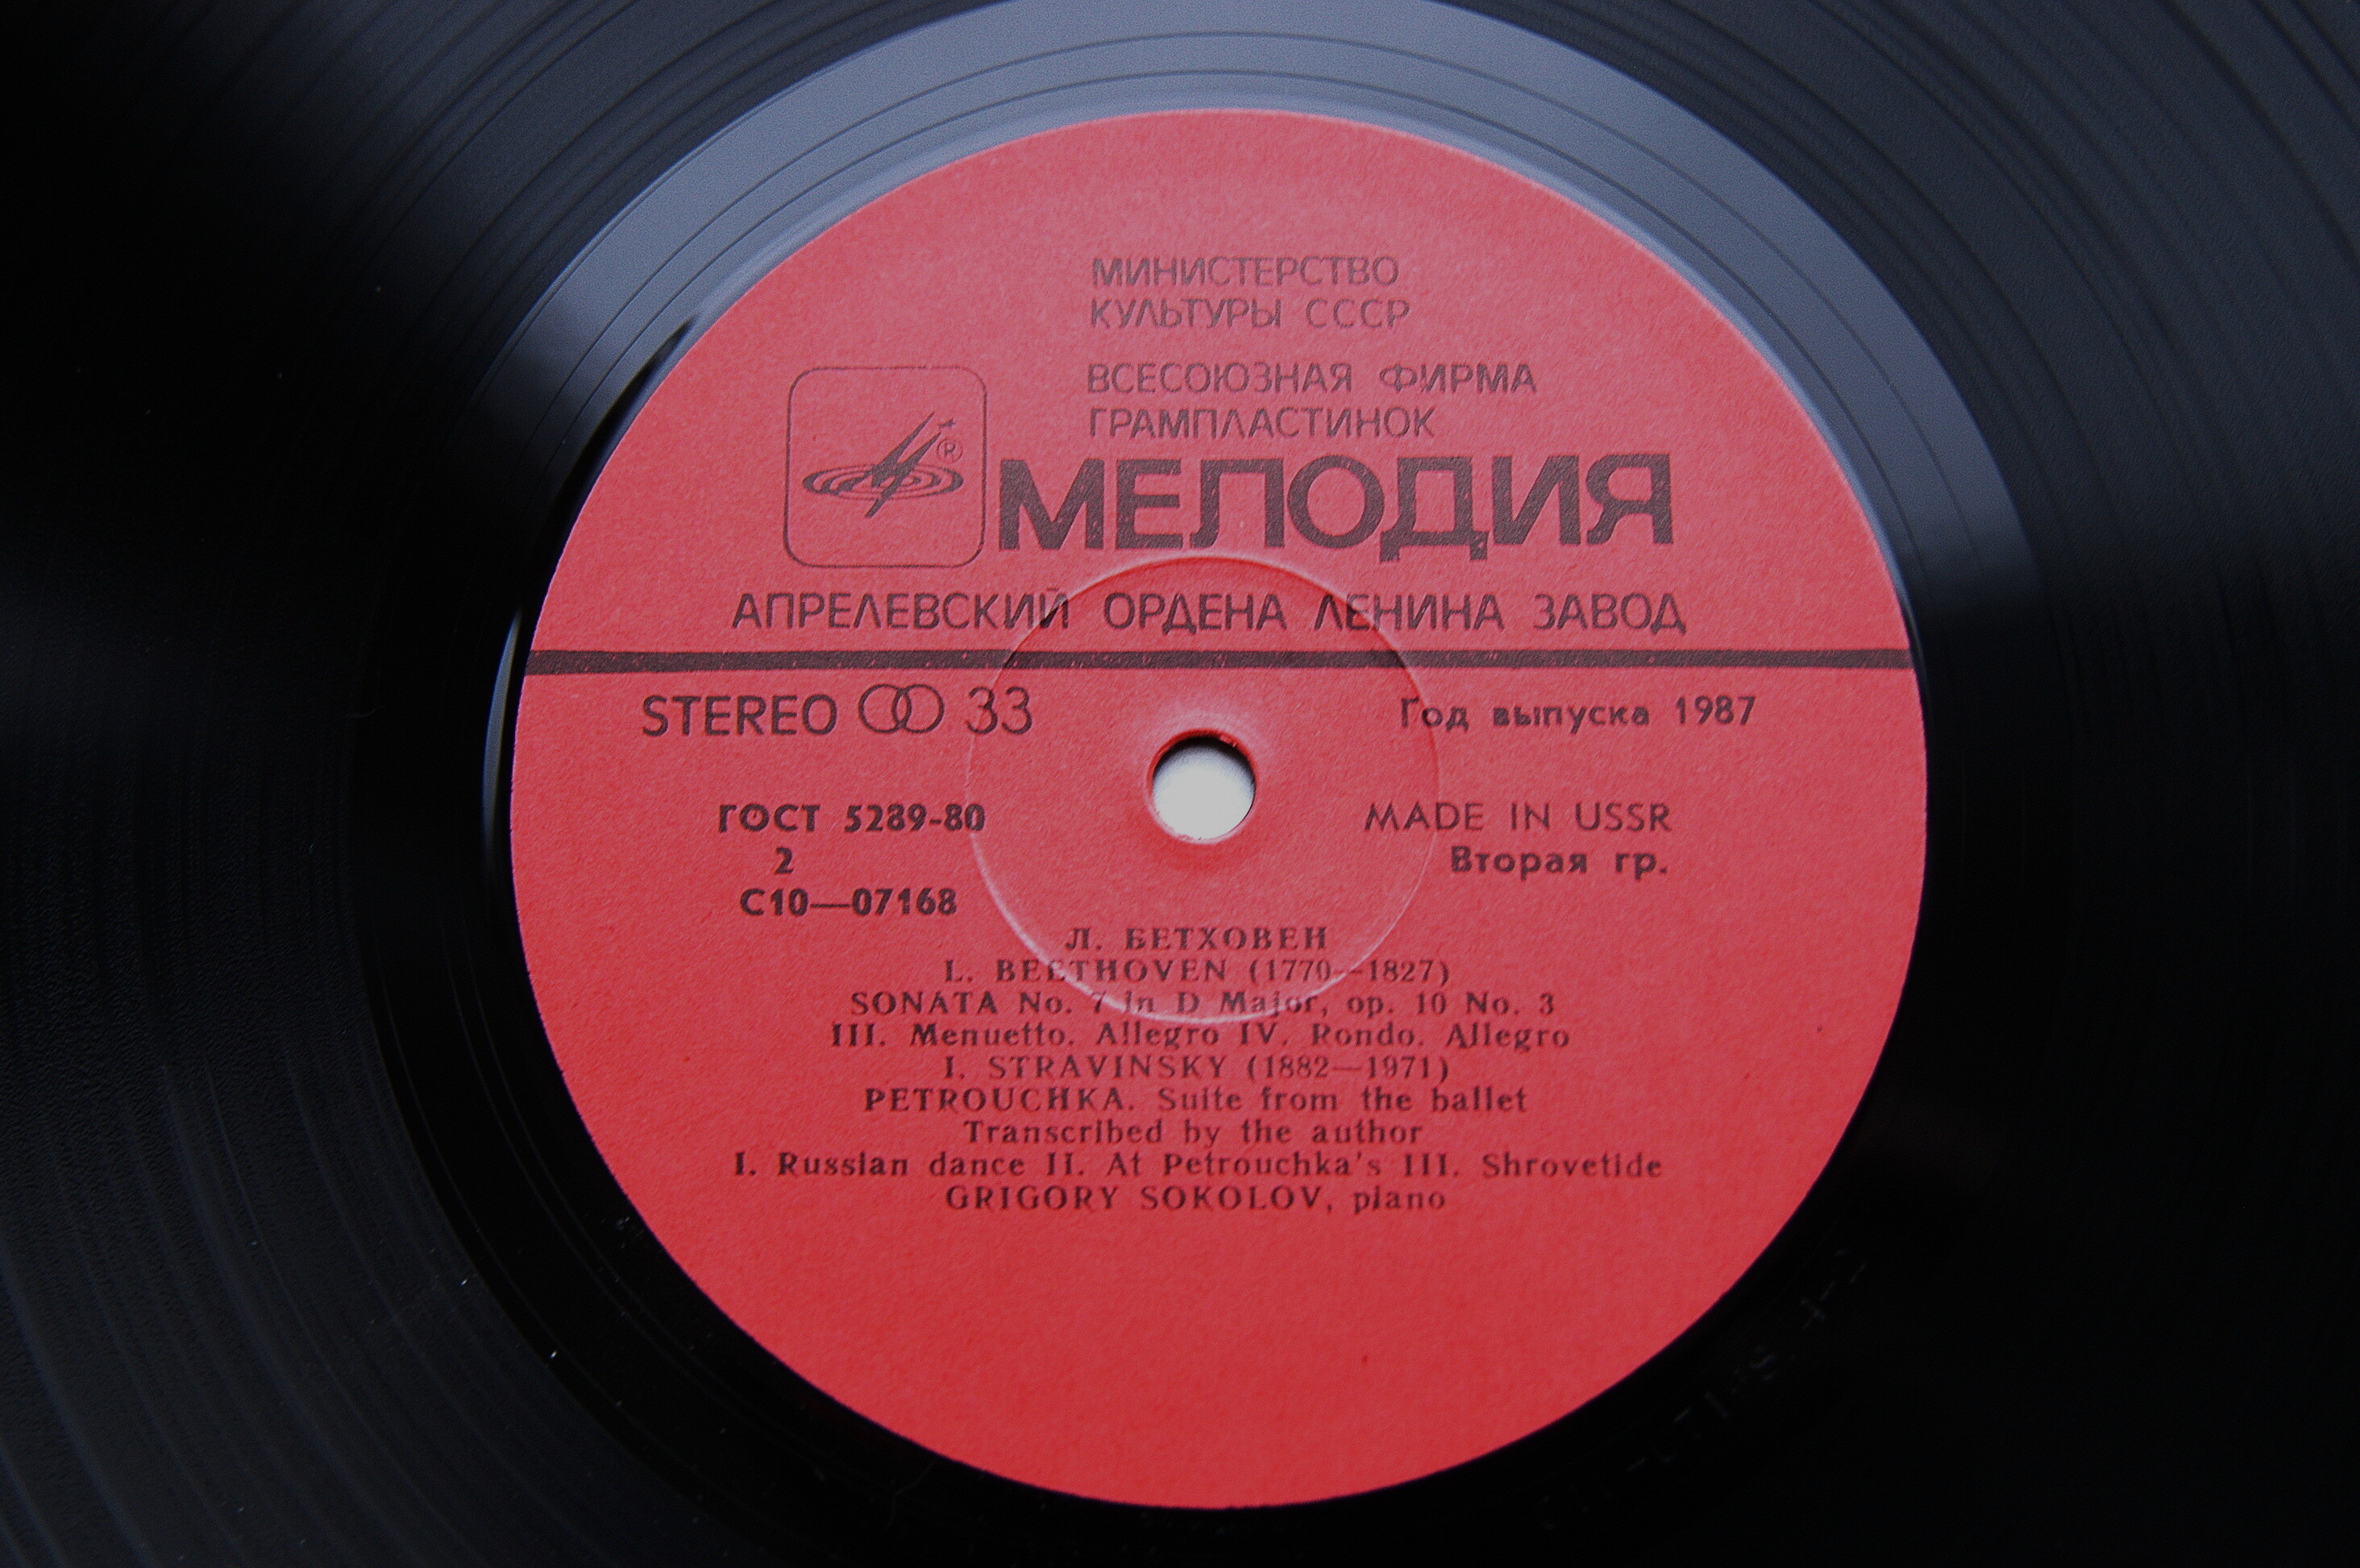 МИНИСТЕРСТВО
КУЛЬТУРЫ СССР
ВСЕСОЮЗНАЯ ФИРМА
ГРАМПЛАСТИНОК
®
МЕЛОДИЯ
АПРЕЛЕВСКИЙ ОРДЕНА ЛЕНИНА ЗАВОД
STEREO 33
Год выпуска 1987
ГОСТ 5289-80
MADE IN USSR
2
Вторая гр.
С10—07168
Л. БЕТХОВЕН
L. BEETHOVEN (1770—1827)
SONATA No. 7 in D Major, op. 10 No. 3
III. Menuetto. Allegro IV. Rondo. Allegro
I. STRAVINSKY (1882—1971)
PETROUCHKA. Suite from the ballet
Transcribed by the author
I. Russian dance II. At Petrouchka's III. Shrovetide
GRIGORY SOKOLOV, piano